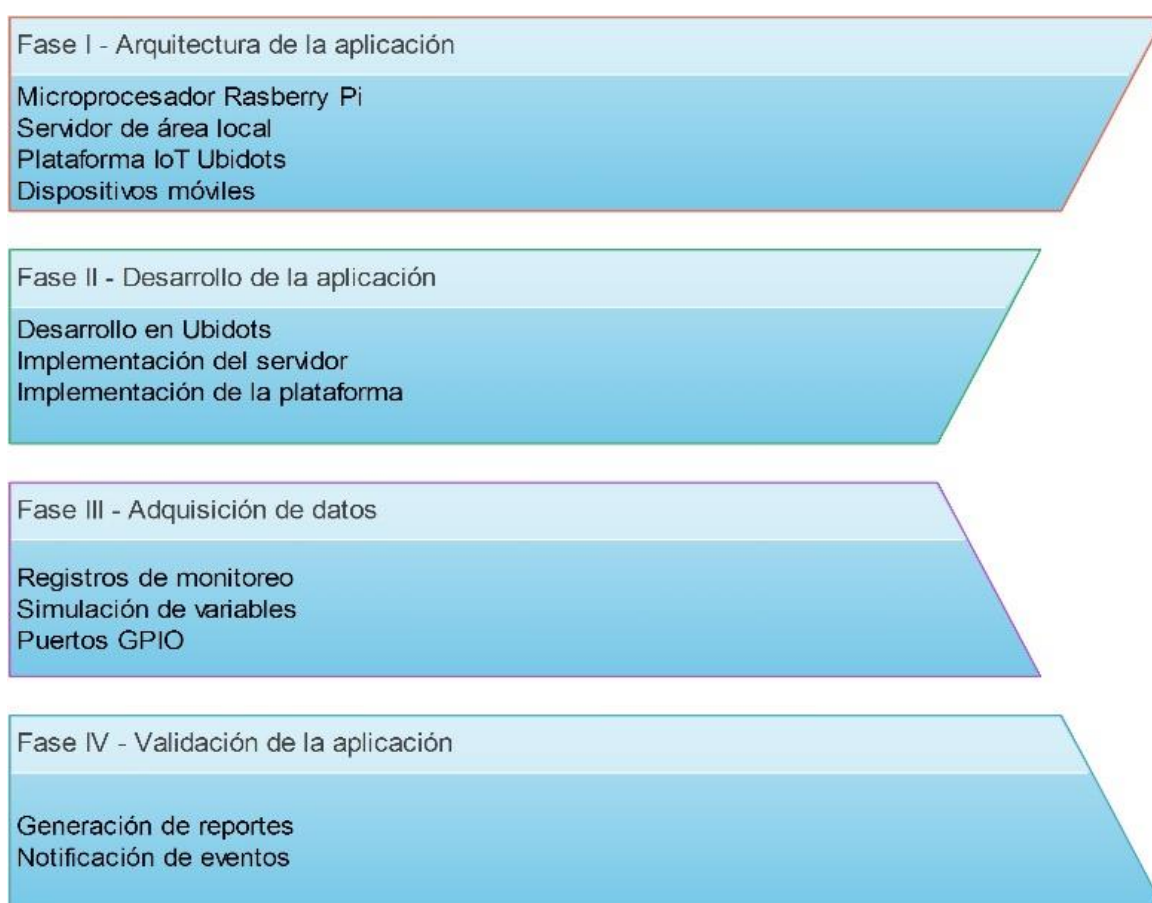 Fase I - Arquitectura de la aplicación
Microprocesador Rasberry Pi
Servidor de área local
Plataforma IoT Ubidots
Dispositivos móviles
Fase II - Desarrollo de la aplicación
Desarrollo en Ubidots
Implementación del servidor
Implementación de la plataforma
Fase III - Adquisición de datos
Registros de monitoreo
Simulación de variables
Puertos GPIO
Fase IV - Validación de la aplicación
Generación de reportes
Notificación de eventos